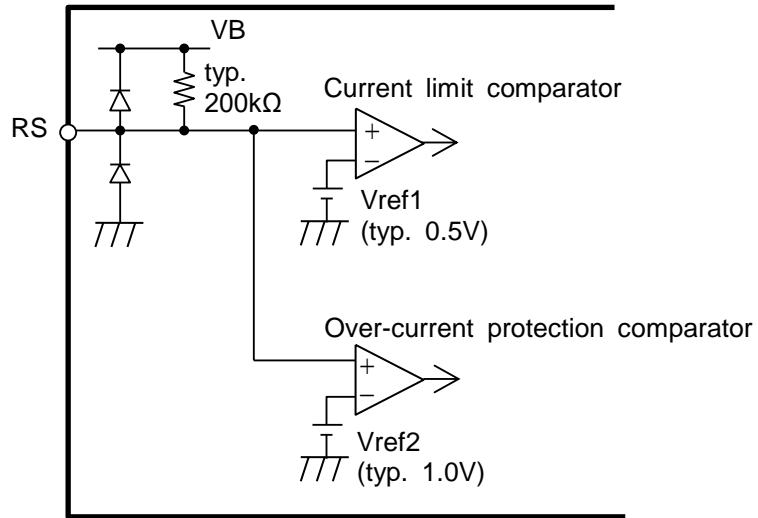 VB
typ.
200kΩ
RS
Current limit comparator
+
−
Vref1
(typ. 0.5V)
Over-current protection comparator
+
−
Vref2
(typ. 1.0V)